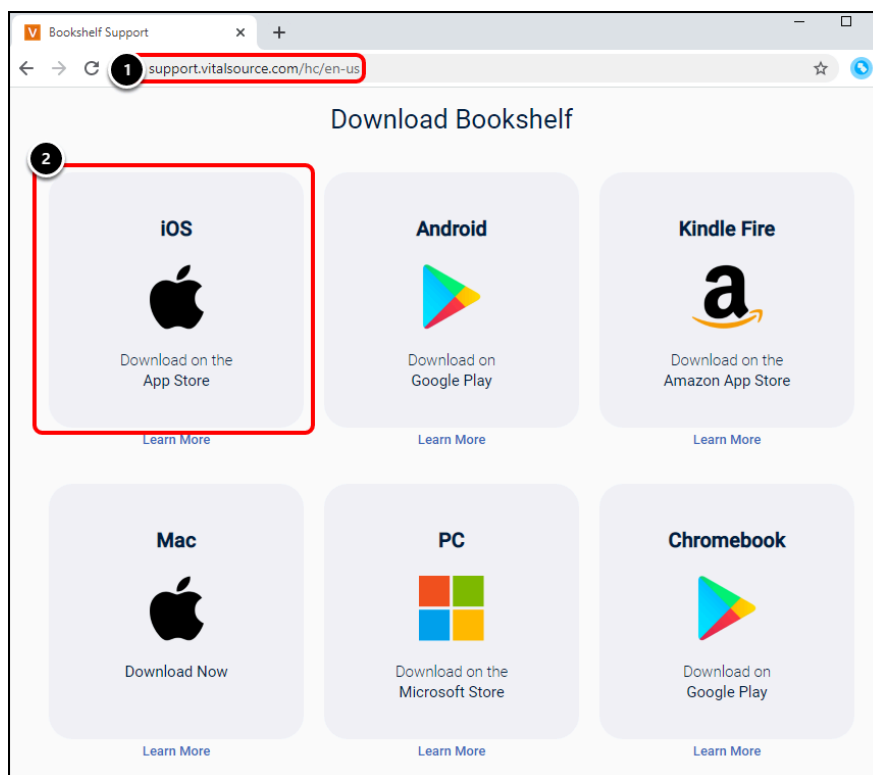 Bookshelf Support
1
support.vitalsource.com/hc/en-us
Download Bookshelf
2
iOS
Download on the
App Store
Learn More
Android
Download on
Google Play
Learn More
Kindle Fire
a
Download on the
Amazon App Store
Learn More
Mac
Download Now
Learn More
PC
Download on the
Microsoft Store
Learn More
Chromebook
Download on
Google Play
Learn More